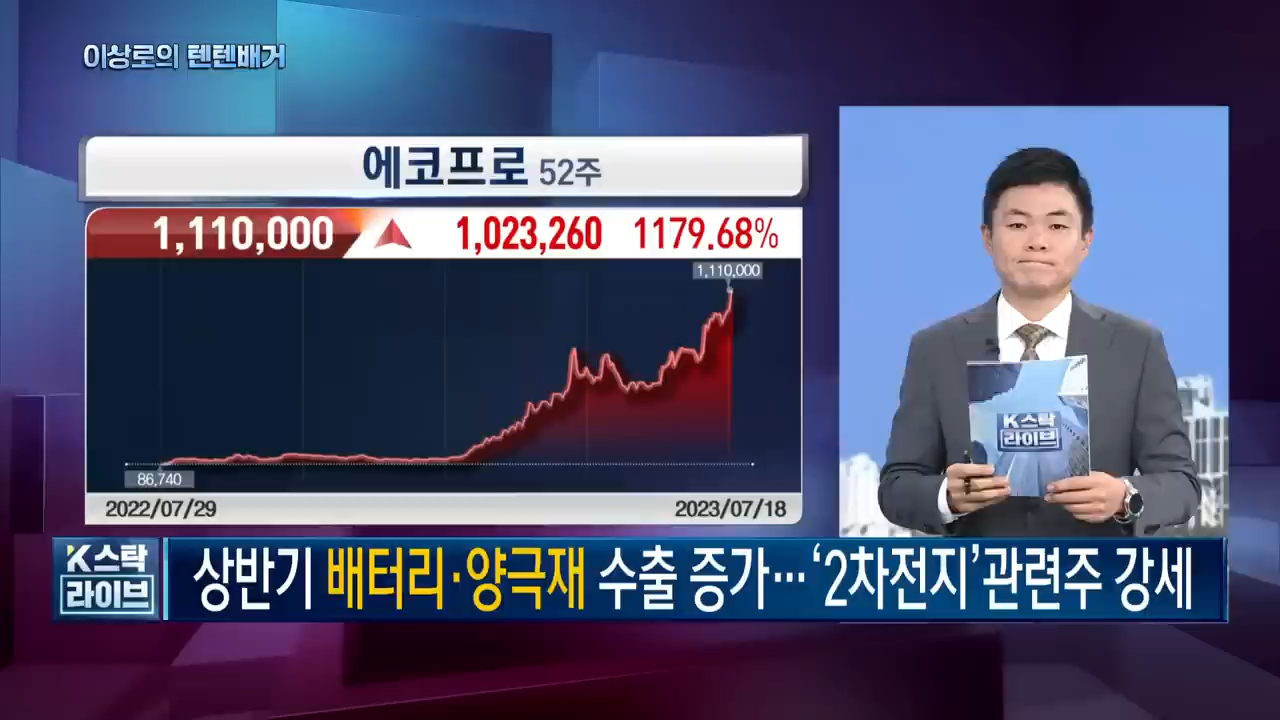 이상로의 텐텐배거
에코프로 52주
1,110,000 ▲ 1,023,260 1179.68%
1,110,000
86,740
2022/07/29 2023/07/18
K스탁
라이브
K스탁
라이브
상반기 배터리·양극재 수출 증가…‘2차전지’관련주 강세